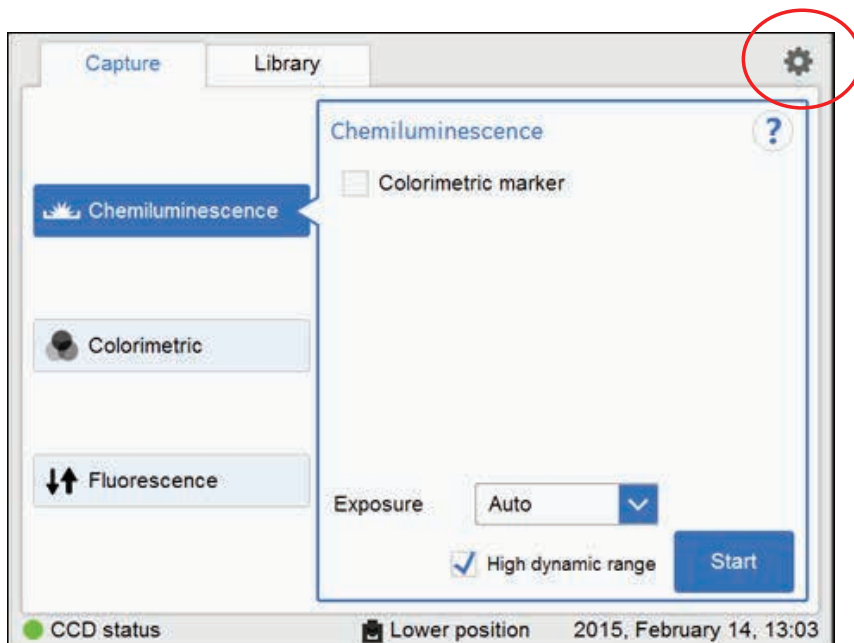 Capture
Library
Chemiluminescence
?
Colorimetric marker
Chemiluminescence
Colorimetric
Fluorescence
Exposure
Auto
High dynamic range
Start
CCD status
Lower position
2015, February 14, 13:03